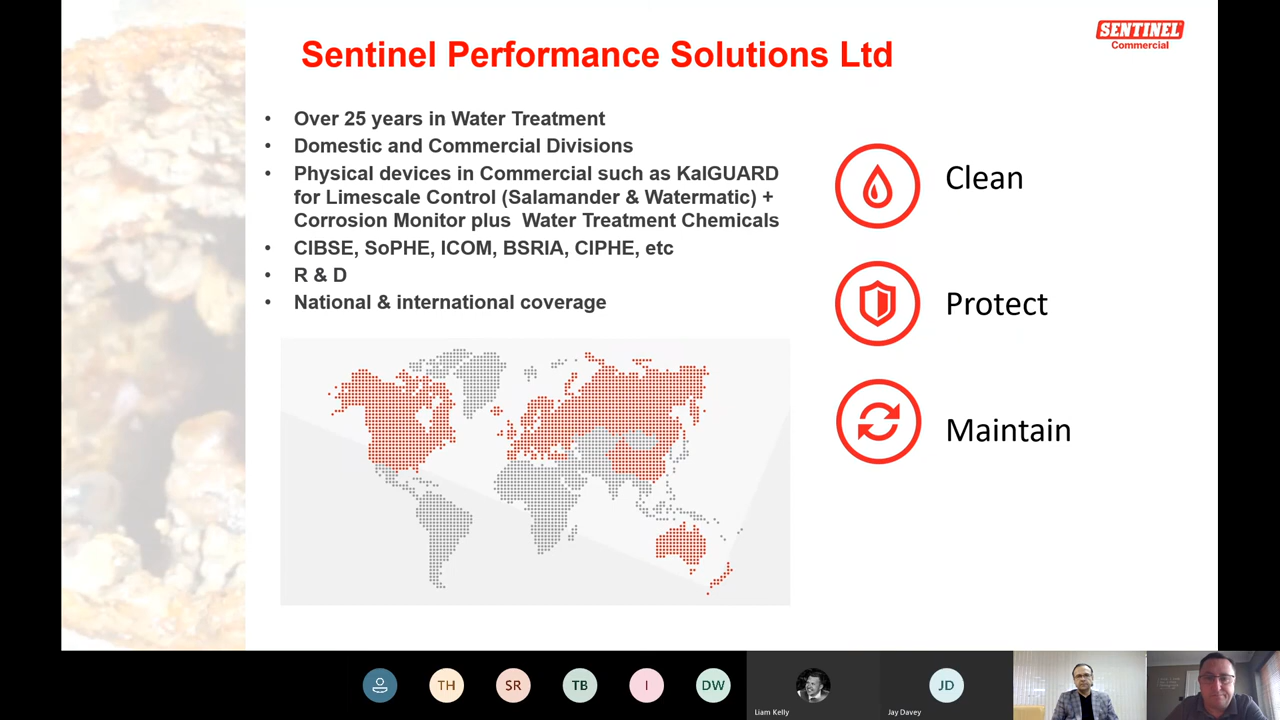 SENTINEL
Commercial
Sentinel Performance Solutions Ltd
• Over 25 years in Water Treatment
• Domestic and Commercial Divisions
• Physical devices in Commercial such as KalGUARD
for Limescale Control (Salamander & Watermatic) +
Corrosion Monitor plus Water Treatment Chemicals
• CIBSE, SoPHE, ICOM, BSRIA, CIPHE, etc
• R & D
• National & international coverage
Clean
Protect
Maintain
TH
SR
TB
I
DW
Liam Kelly
JD
Jay Davey